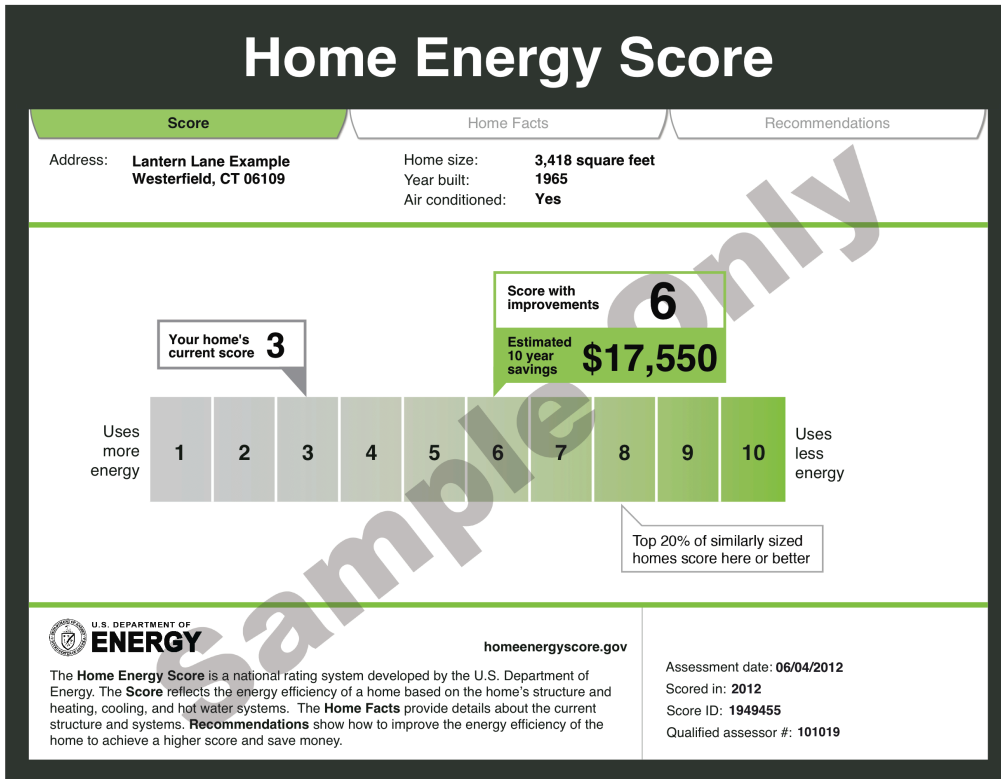 Home Energy Score
Score
Home Facts
Recommendations
Address: Lantern Lane Example
Westerfield, CT 06109
Home size: 3,418 square feet
Year built: 1965
Air conditioned: Yes
Score with
improvements 6
Estimated
10 year
savings $17,550
Your home's
current score 3
Uses
more
energy
1 2 3 4 5 6 7 8 9 10
Uses
less
energy
Top 20% of similarly sized
homes score here or better
Sample Only
U.S. DEPARTMENT OF
ENERGY
homeenergyscore.gov
The Home Energy Score is a national rating system developed by the U.S. Department of
Energy. The Score reflects the energy efficiency of a home based on the home's structure and
heating, cooling, and hot water systems. The Home Facts provide details about the current
structure and systems. Recommendations show how to improve the energy efficiency of the
home to achieve a higher score and save money.
Assessment date: 06/04/2012
Scored in: 2012
Score ID: 1949455
Qualified assessor #: 101019